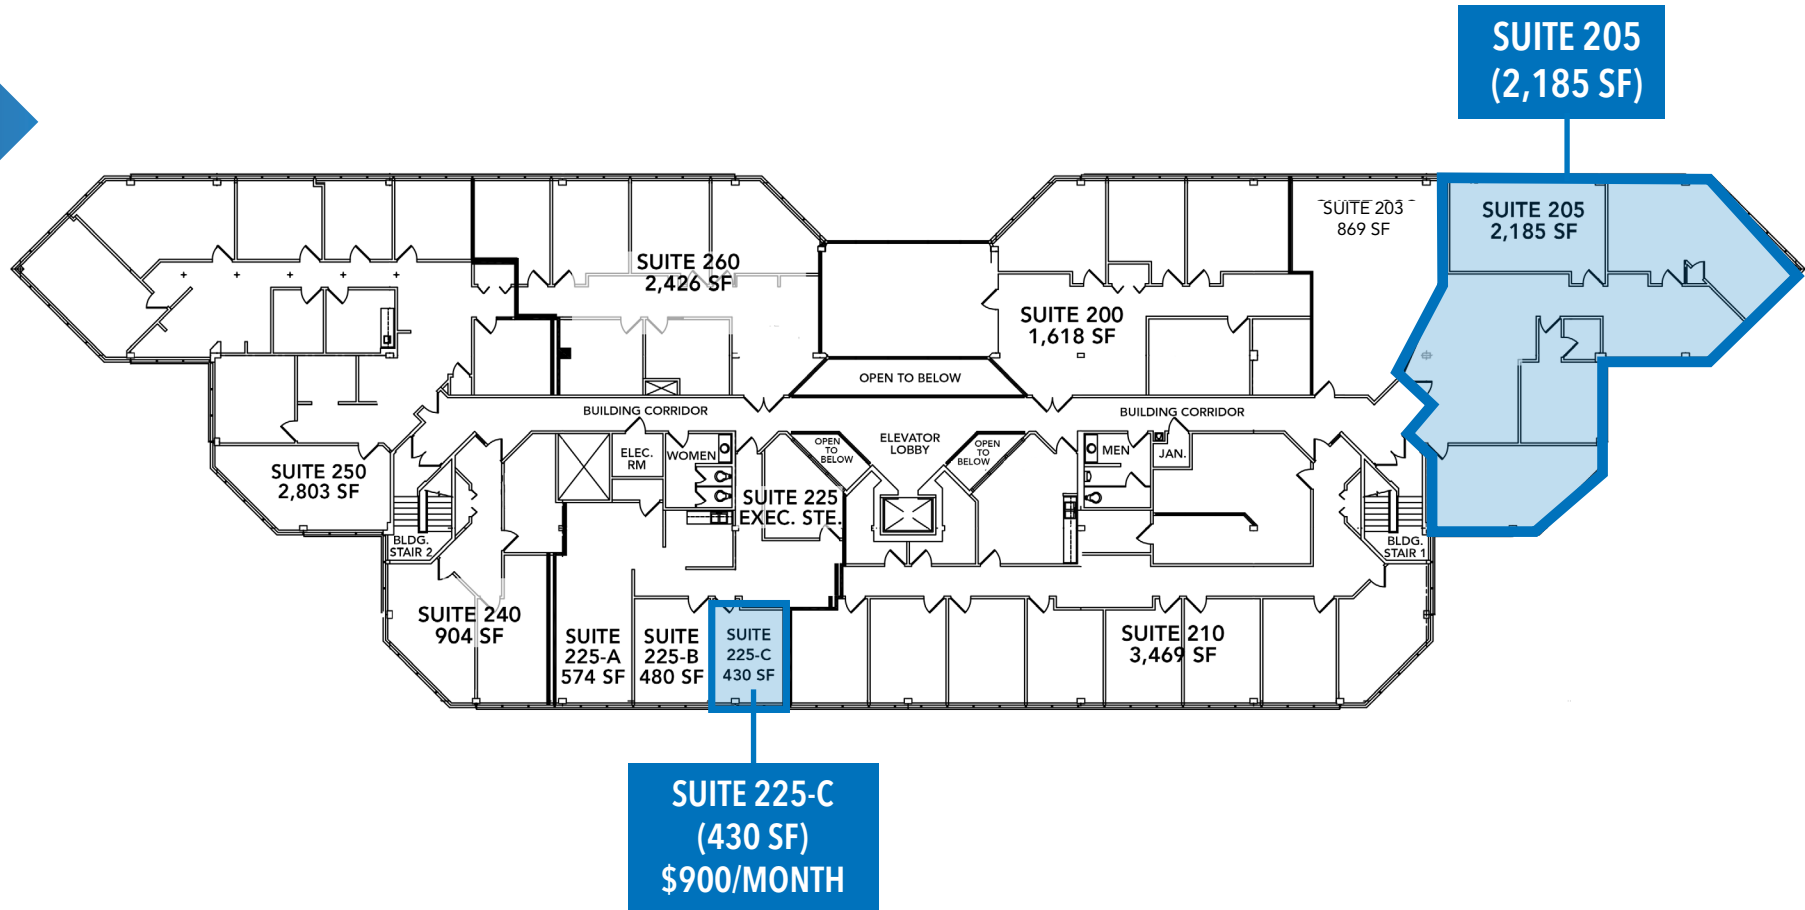 SUITE 205
(2,185 SF)
SUITE 203
869 SF
SUITE 205
2,185 SF
SUITE 260
2,426 SF
SUITE 200
1,618 SF
OPEN TO BELOW
BUILDING CORRIDOR
BUILDING CORRIDOR
ELEVATOR
LOBBY
OPEN
TO
BELOW
OPEN
TO
BELOW
ELEC.
RM
WOMEN
MEN
JAN.
SUITE 250
2,803 SF
SUITE 225
EXEC. STE.
BLDG.
STAIR 2
BLDG.
STAIR 1
SUITE 240
904 SF
SUITE
225-A
574 SF
SUITE
225-B
480 SF
SUITE
225-C
430 SF
SUITE 210
3,469 SF
SUITE 225-C
(430 SF)
$900/MONTH